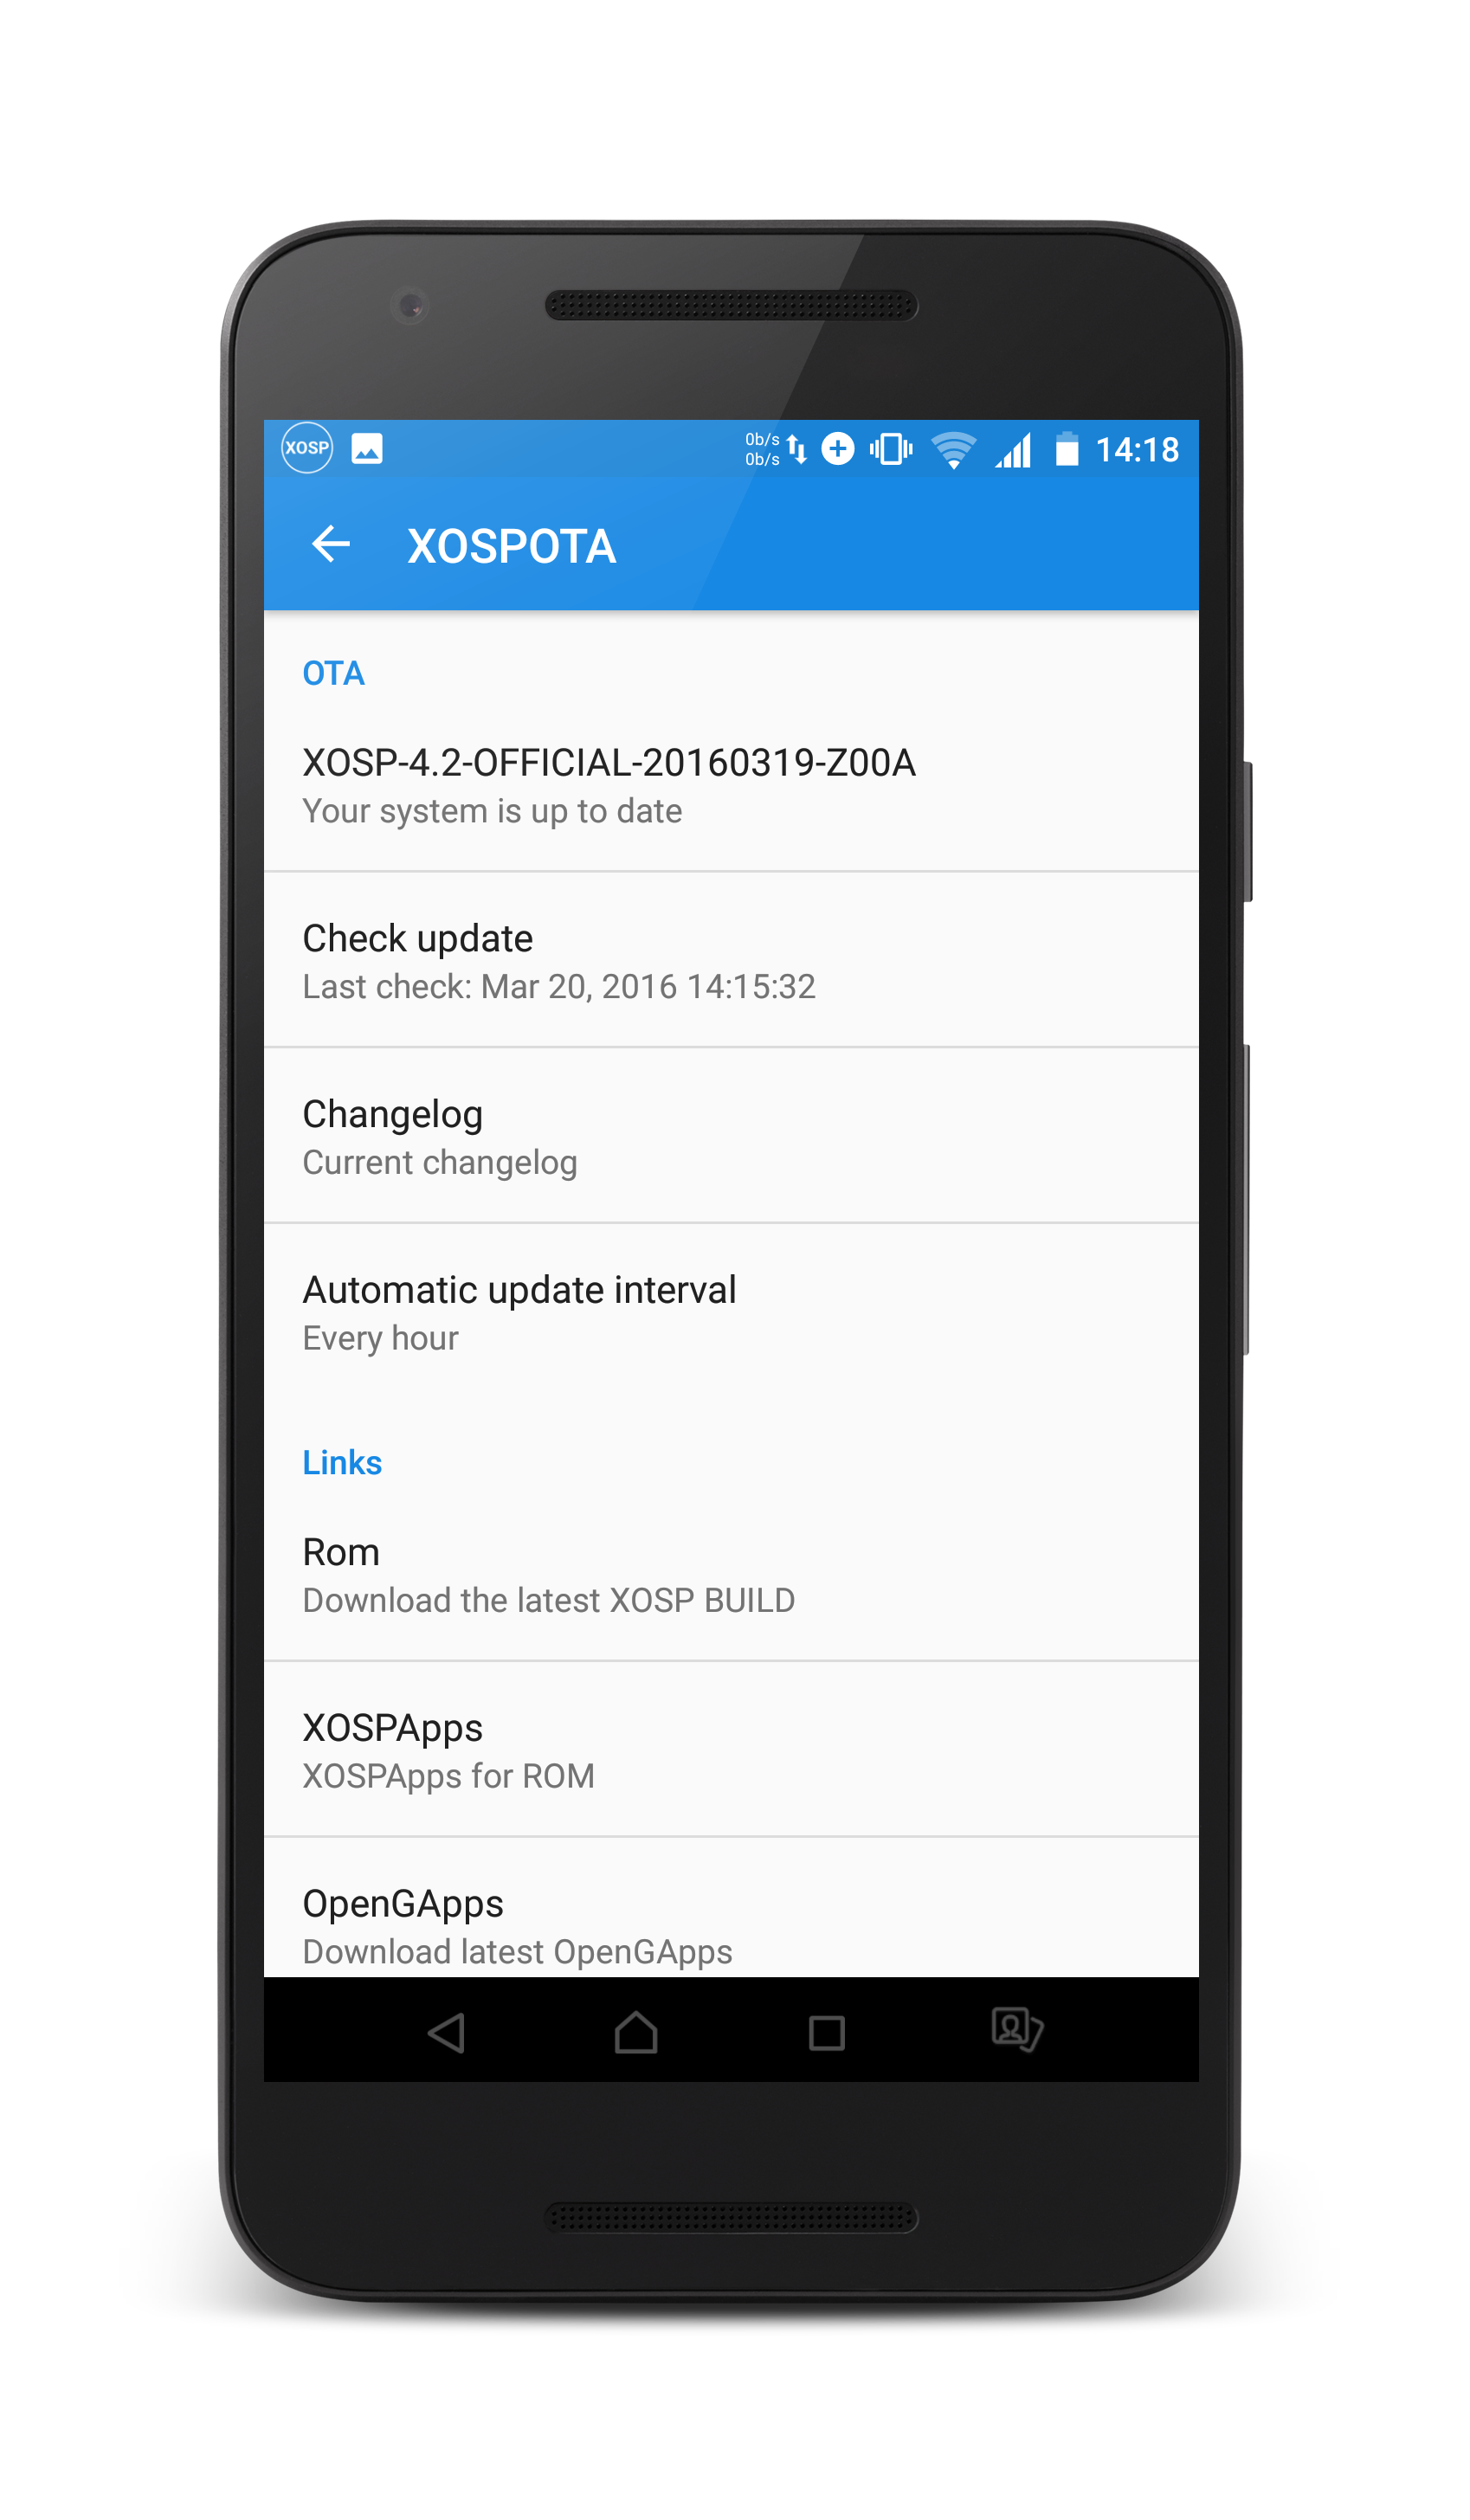 XOSP
0b/s
0b/s
14:18
XOSPOTA
OTA
XOSP-4.2-OFFICIAL-20160319-Z00A
Your system is up to date
Check update
Last check: Mar 20, 2016 14:15:32
Changelog
Current changelog
Automatic update interval
Every hour
Links
Rom
Download the latest XOSP BUILD
XOSPApps
XOSPApps for ROM
OpenGApps
Download latest OpenGApps